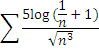 ∑ 5log (1/n + 1) / √n³